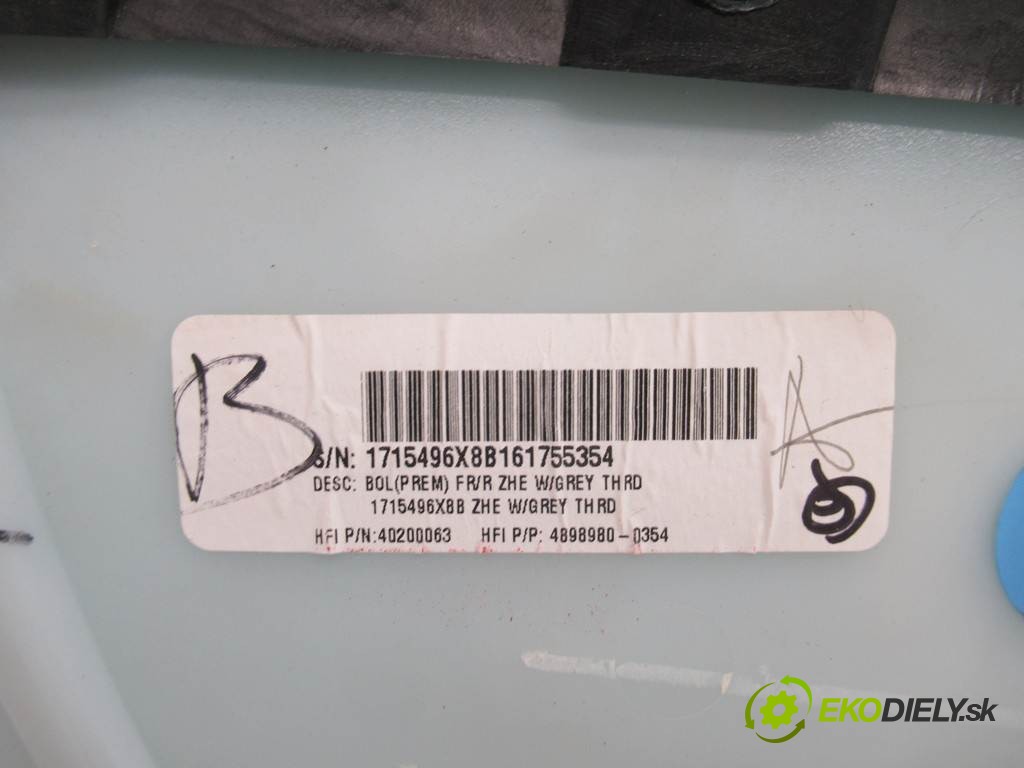 B
S/N: 1715496X8B161755354
DESC: BOL(PREM) FR/R ZHE W/GREY THRD
1715496X8B ZHE W/GREY THRD
HFI P/N:40200063 HFI P/P: 4898980-0354
EKODIELY.sk